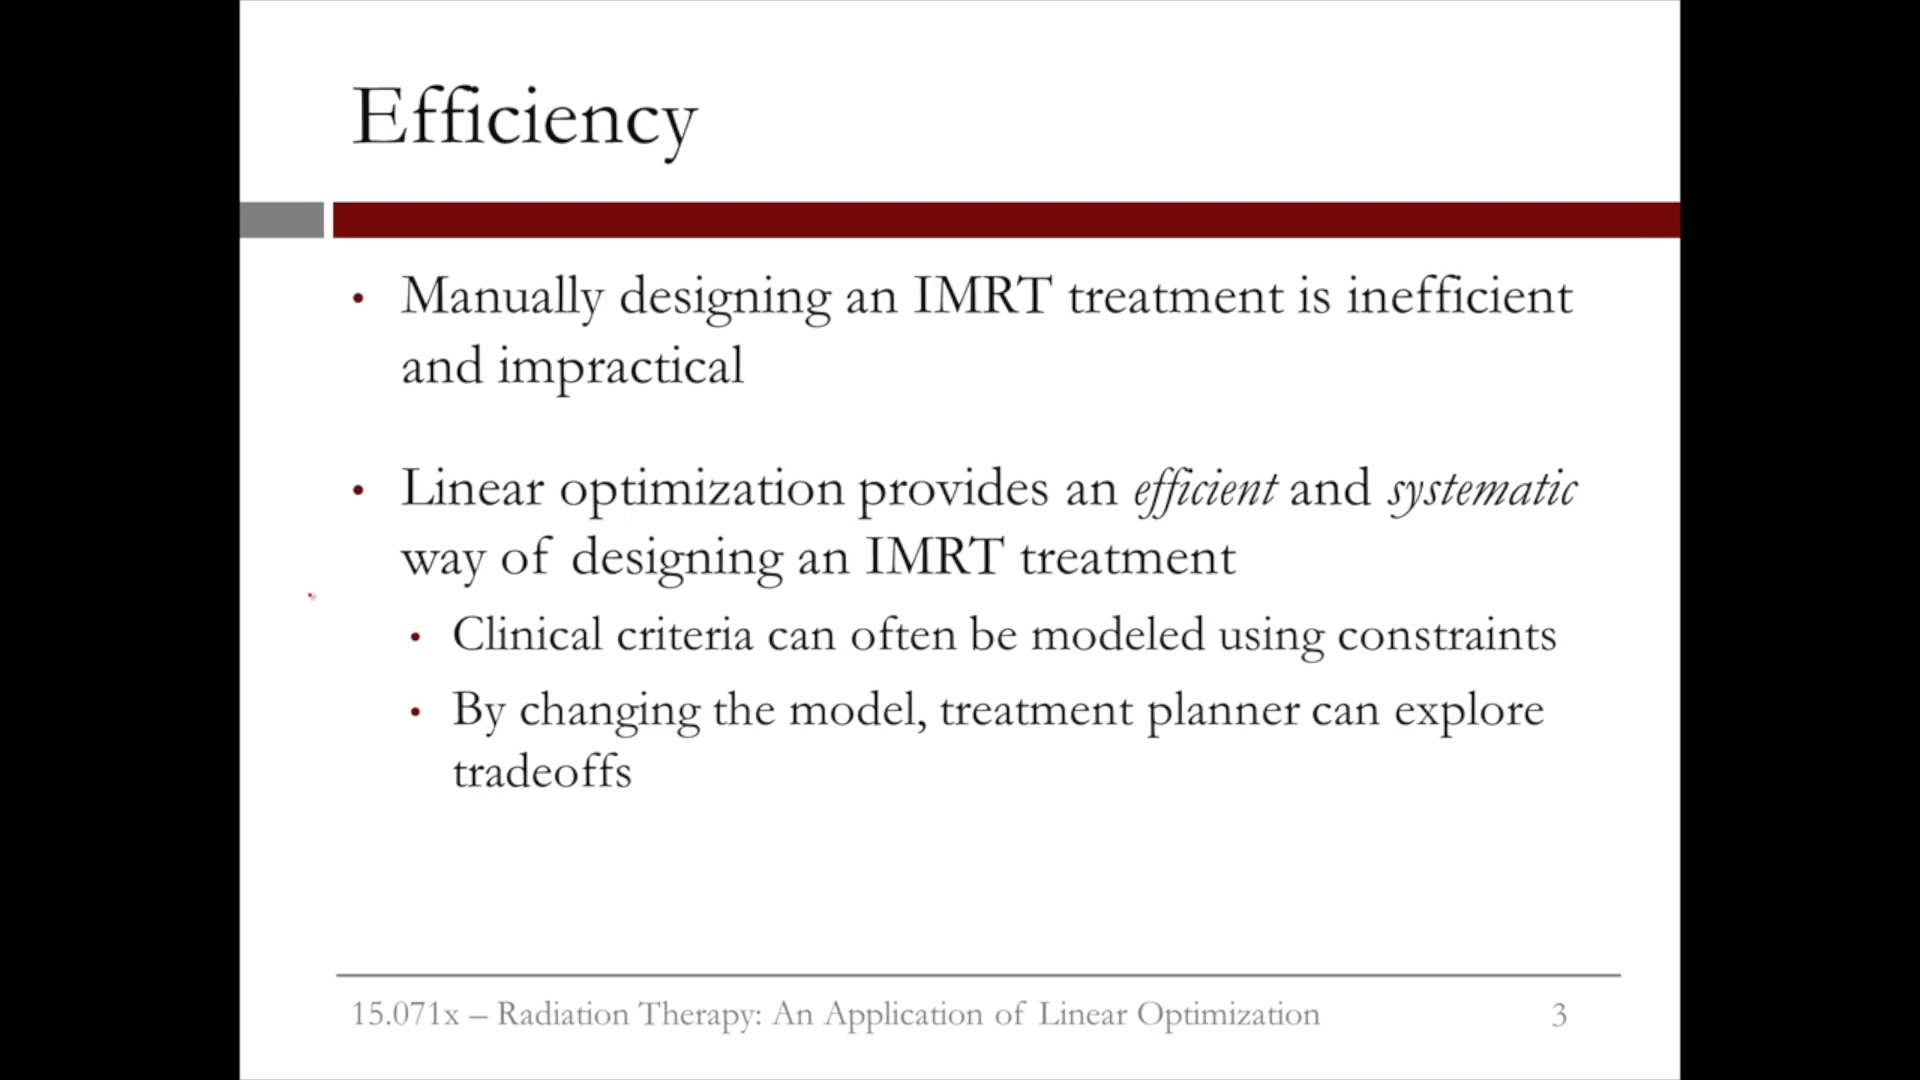 Efficiency
• Manually designing an IMRT treatment is inefficient
and impractical
• Linear optimization provides an efficient and systematic
way of designing an IMRT treatment
• Clinical criteria can often be modeled using constraints
• By changing the model, treatment planner can explore
tradeoffs
15.071x – Radiation Therapy: An Application of Linear Optimization 3